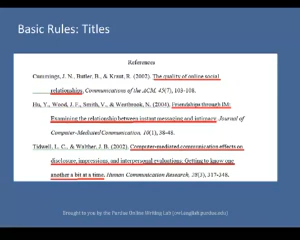 Basic Rules: Titles
References
Cummings, J. N., Butler, B., & Kraut, R. (2002). The quality of online social
relationships. Communications of the ACM, 45(7), 103-108.
Hu, Y., Wood, J. F., Smith, V., & Westbrook, N. (2004). Friendships through IM:
Examining the relationship between instant messaging and intimacy. Journal of
Computer-Mediated Communication, 10(1), 38-48.
Tidwell, L. C., & Walther, J. B. (2002). Computer-mediated communication effects on
disclosure, impressions, and interpersonal evaluations: Getting to know one
another a bit at a time. Human Communication Research, 28(3), 317-348.
Brought to you by the Purdue Online Writing Lab (owl.english.purdue.edu)